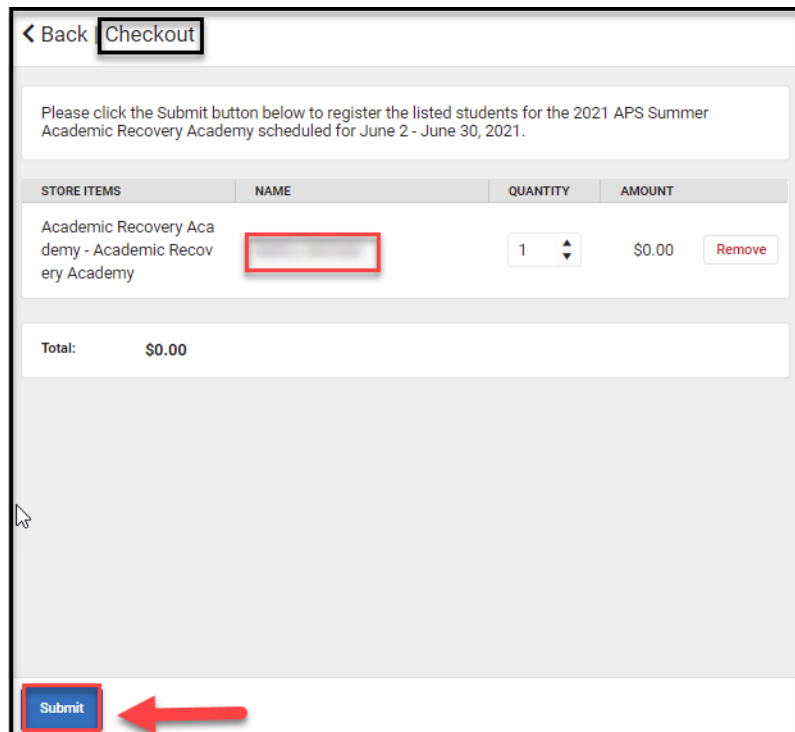 Back | Checkout
Please click the Submit button below to register the listed students for the 2021 APS Summer
Academic Recovery Academy scheduled for June 2 - June 30, 2021.
STORE ITEMS NAME QUANTITY AMOUNT
Academic Recovery Aca
demy - Academic Recov
ery Academy
1 $0.00 Remove
Total: $0.00
Submit